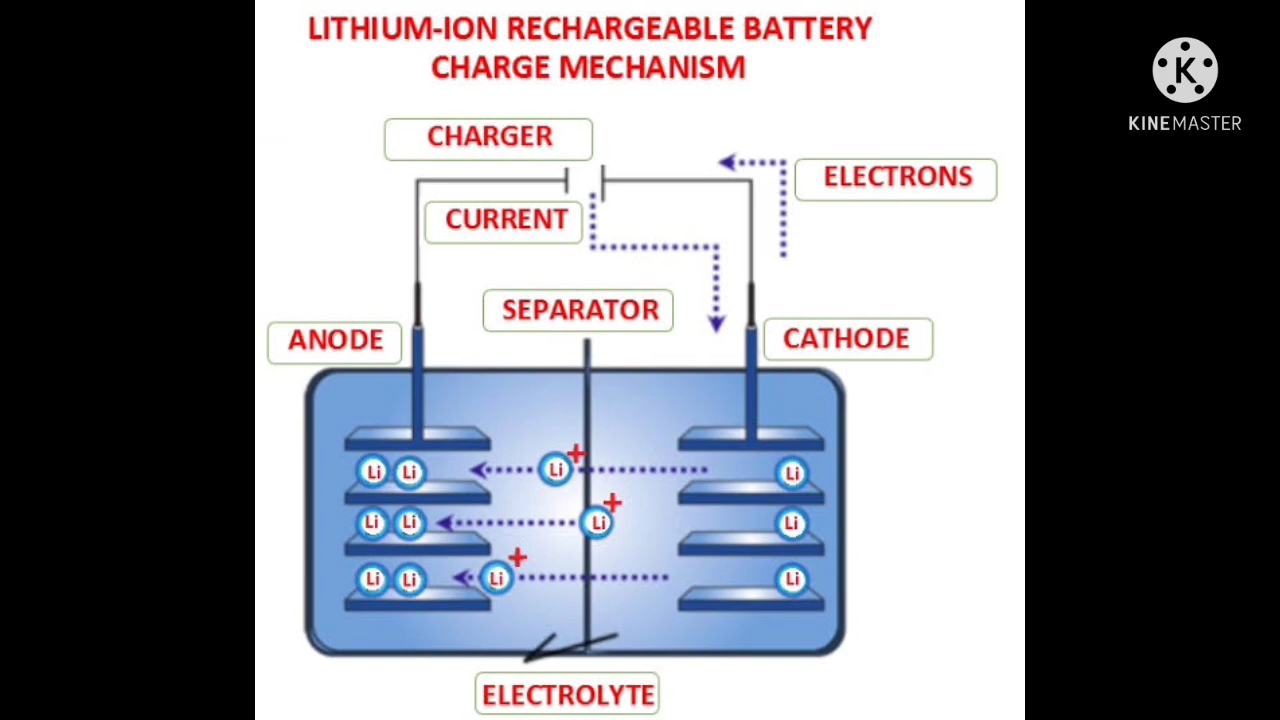 LITHIUM-ION RECHARGEABLE BATTERY
CHARGE MECHANISM
K
KINEMASTER
CHARGER
ELECTRONS
CURRENT
SEPARATOR
ANODE
CATHODE
Li Li Li + Li
Li Li Li + Li
Li Li Li + Li
ELECTROLYTE